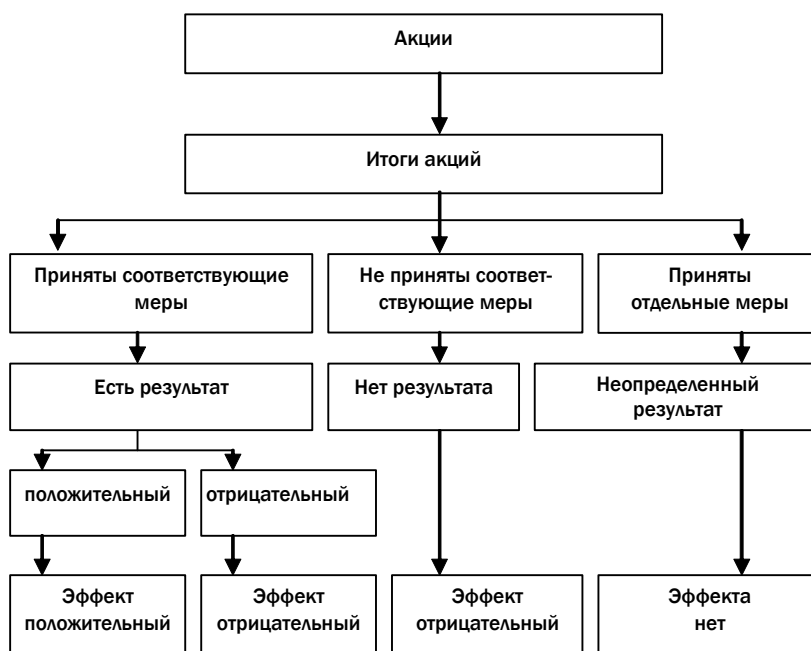 Акции
Итоги акций
Приняты соответствующие
меры
Не приняты соответ-
ствующие меры
Приняты
отдельные меры
Есть результат
Нет результата
Неопределенный
результат
положительный
отрицательный
Эффект
положительный
Эффект
отрицательный
Эффект
отрицательный
Эффекта
нет